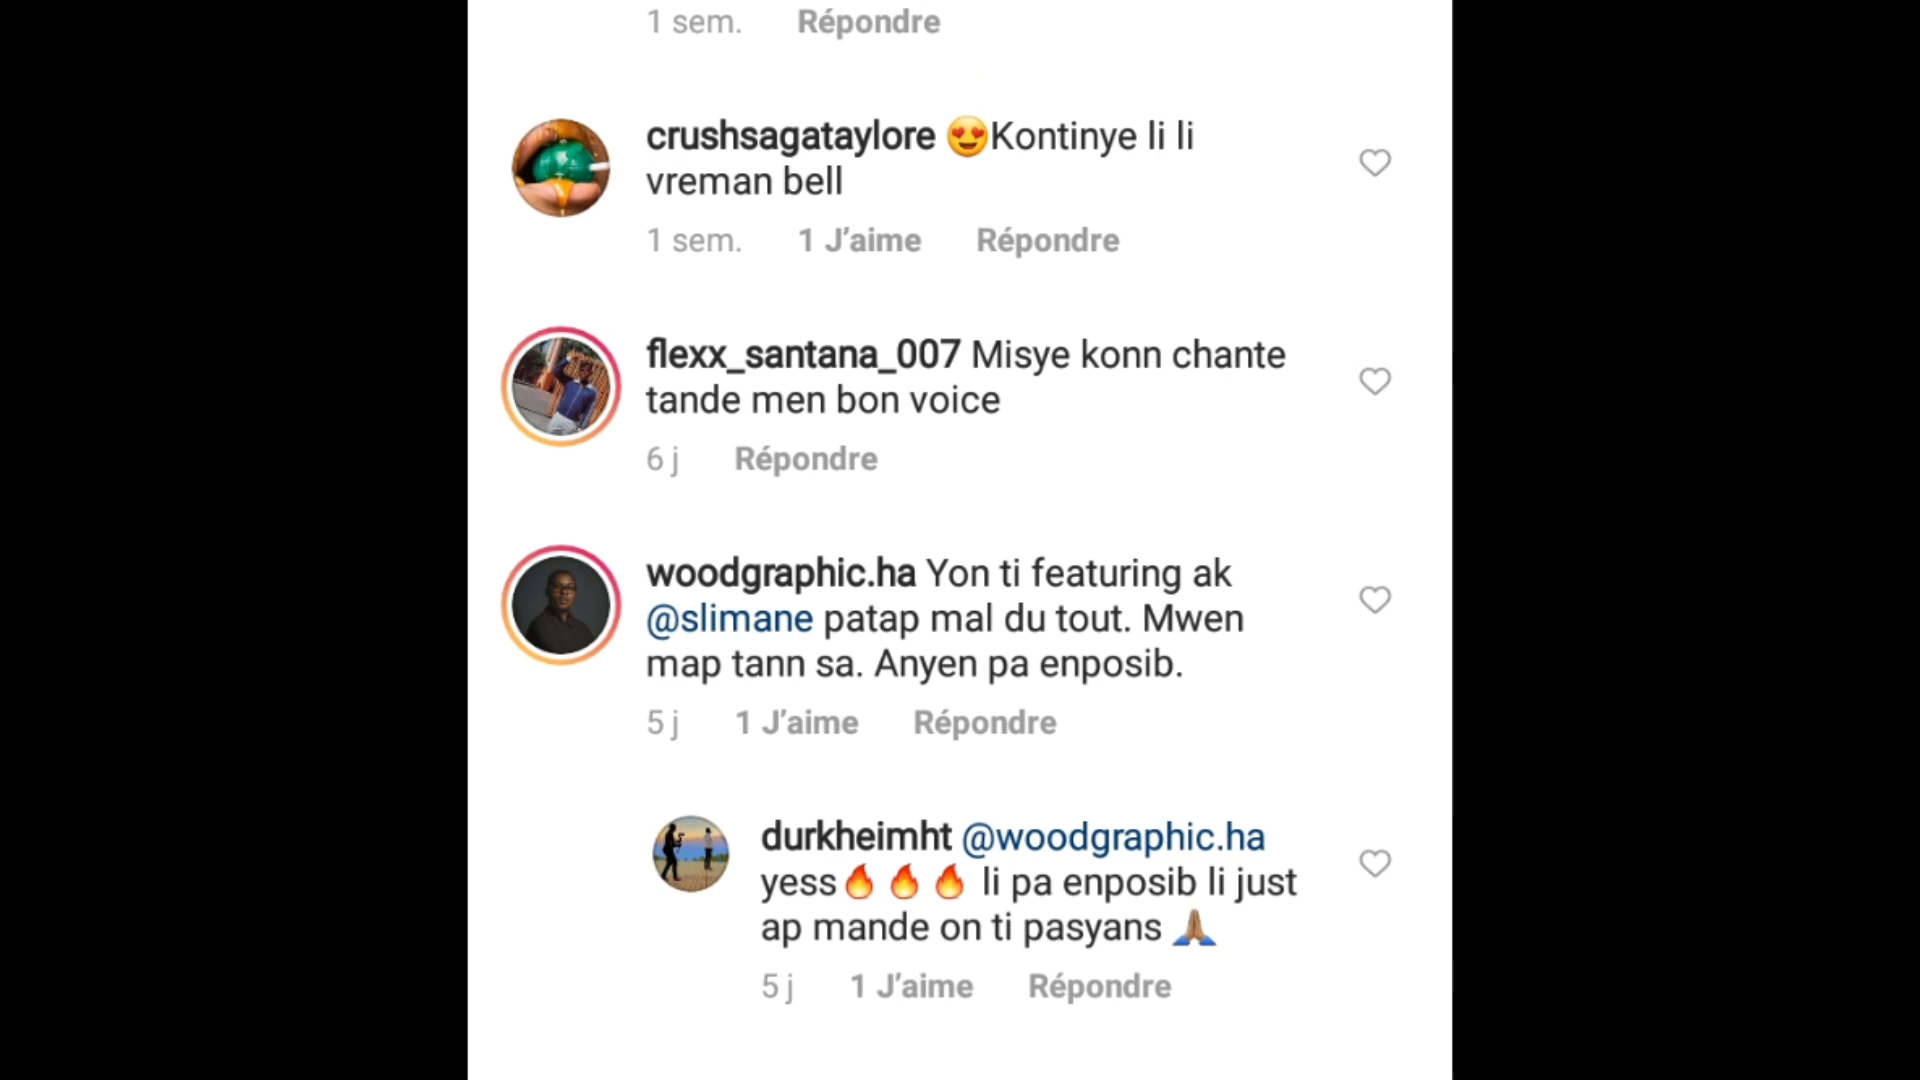 1 sem. Répondre
crushsagataylore 😍Kontinye li li
vreman bell
1 sem. 1 J’aime Répondre
flexx_santana_007 Misye konn chante
tande men bon voice
6 j Répondre
woodgraphic.ha Yon ti featuring ak
@slimane patap mal du tout. Mwen
map tann sa. Anyen pa enposib.
5 j 1 J’aime Répondre
durkheimht @woodgraphic.ha
yess🔥🔥🔥 li pa enposib li just
ap mande on ti pasyans 🙏🏽
5 j 1 J’aime Répondre